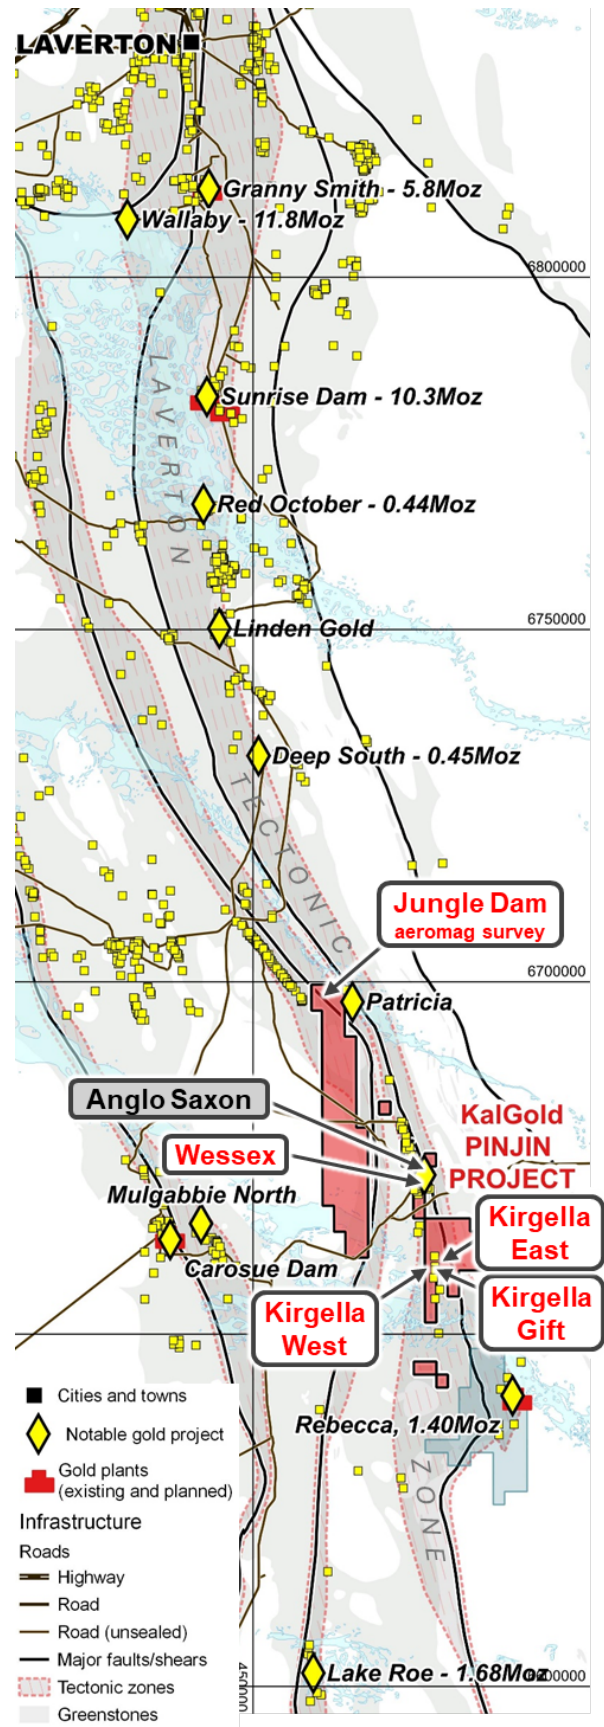 LAVERTON
Granny Smith - 5.8Moz
Wallaby - 11.8Moz
6800000
Sunrise Dam - 10.3Moz
LAVERTON
Red October - 0.44Moz
6750000
Linden Gold
Deep South - 0.45Moz
TECTONIC
Jungle Dam
aeromag survey
6700000
Patricia
Anglo Saxon
KalGold
PINJIN
PROJECT
Wessex
Mulgabbie North
Kirgella
East
Carosue Dam
Kirgella
West
Kirgella
Gift
Rebecca, 1.40Moz
ZONE
Cities and towns
Notable gold project
Gold plants
(existing and planned)
Infrastructure
Roads
Highway
Road
Road (unsealed)
Major faults/shears
Tectonic zones
Greenstones
Lake Roe - 1.68Moz